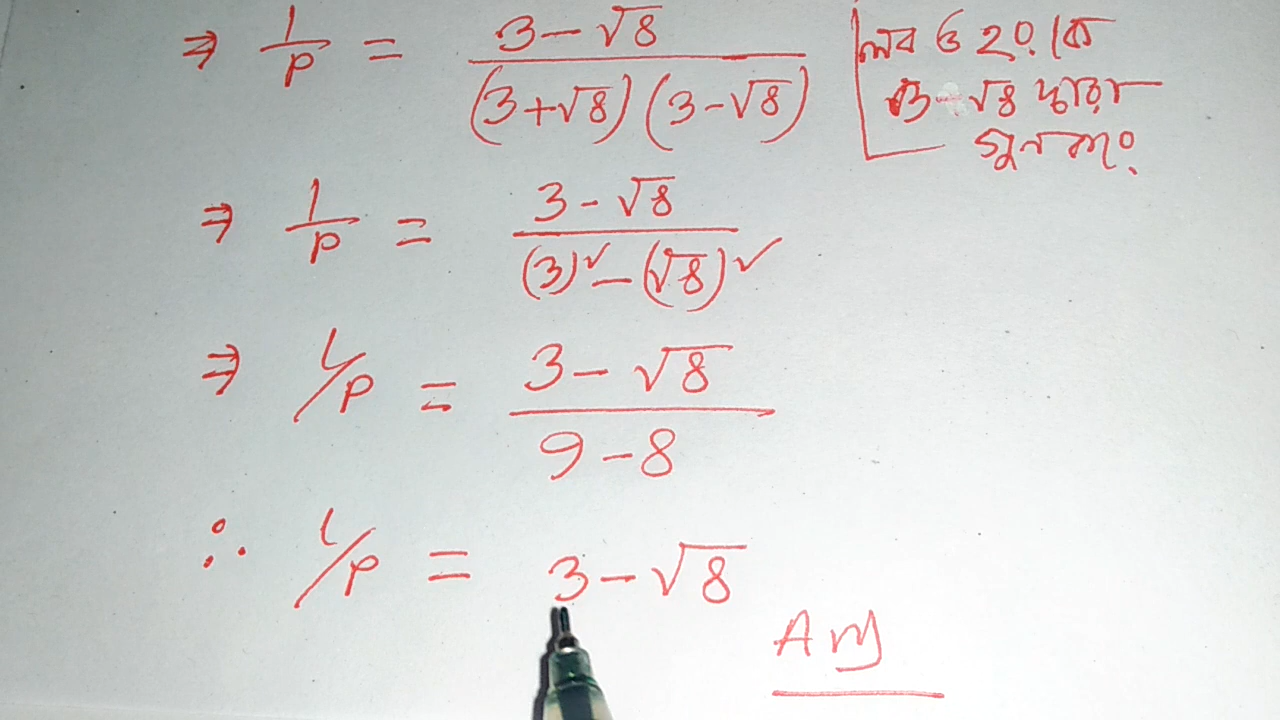 ⇒ 1/p = (3-√8)/((3+√8)(3-√8))
লব ও হর কে
3-√8 দ্বারা
গুন করে
⇒ 1/p = (3-√8)/((3)²-(√8)²)
⇒ 1/p = (3-√8)/(9-8)
∴ 1/p = 3-√8
Ans